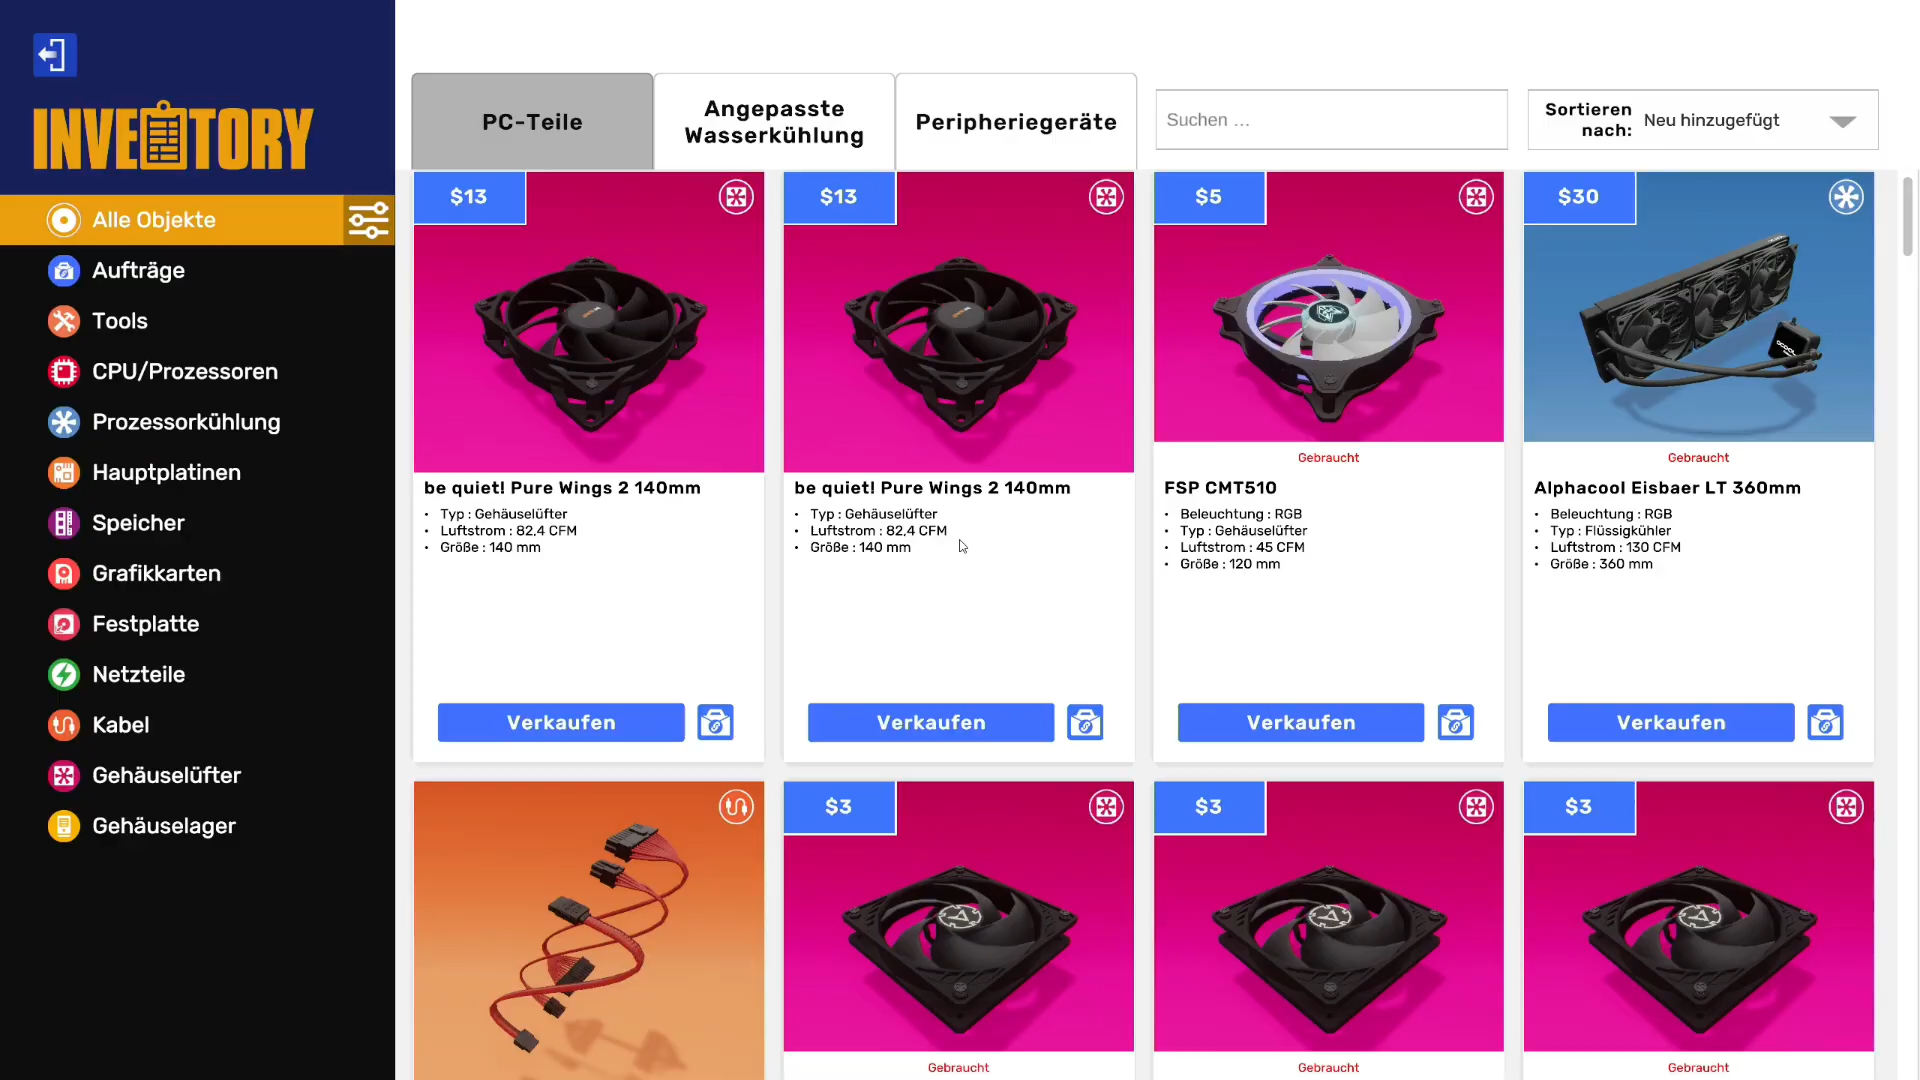 INVENTORY
Alle Objekte
Aufträge
Tools
CPU/Prozessoren
Prozessorkühlung
Hauptplatinen
Speicher
Grafikkarten
Festplatte
Netzteile
Kabel
Gehäuselüfter
Gehäuselager
PC-Teile
Angepasste
Wasserkühlung
Peripheriegeräte
Suchen ...
Sortieren
nach:
Neu hinzugefügt
$13
be quiet! Pure Wings 2 140mm
• Typ : Gehäuselüfter
• Luftstrom : 82,4 CFM
• Größe : 140 mm
Verkaufen
$13
be quiet! Pure Wings 2 140mm
• Typ : Gehäuselüfter
• Luftstrom : 82,4 CFM
• Größe : 140 mm
Verkaufen
$5
Gebraucht
FSP CMT510
• Beleuchtung : RGB
• Typ : Gehäuselüfter
• Luftstrom : 45 CFM
• Größe : 120 mm
Verkaufen
$30
Gebraucht
Alphacool Eisbaer LT 360mm
• Beleuchtung : RGB
• Typ : Flüssigkühler
• Luftstrom : 130 CFM
• Größe : 360 mm
Verkaufen
$3
Gebraucht
$3
Gebraucht
$3
Gebraucht